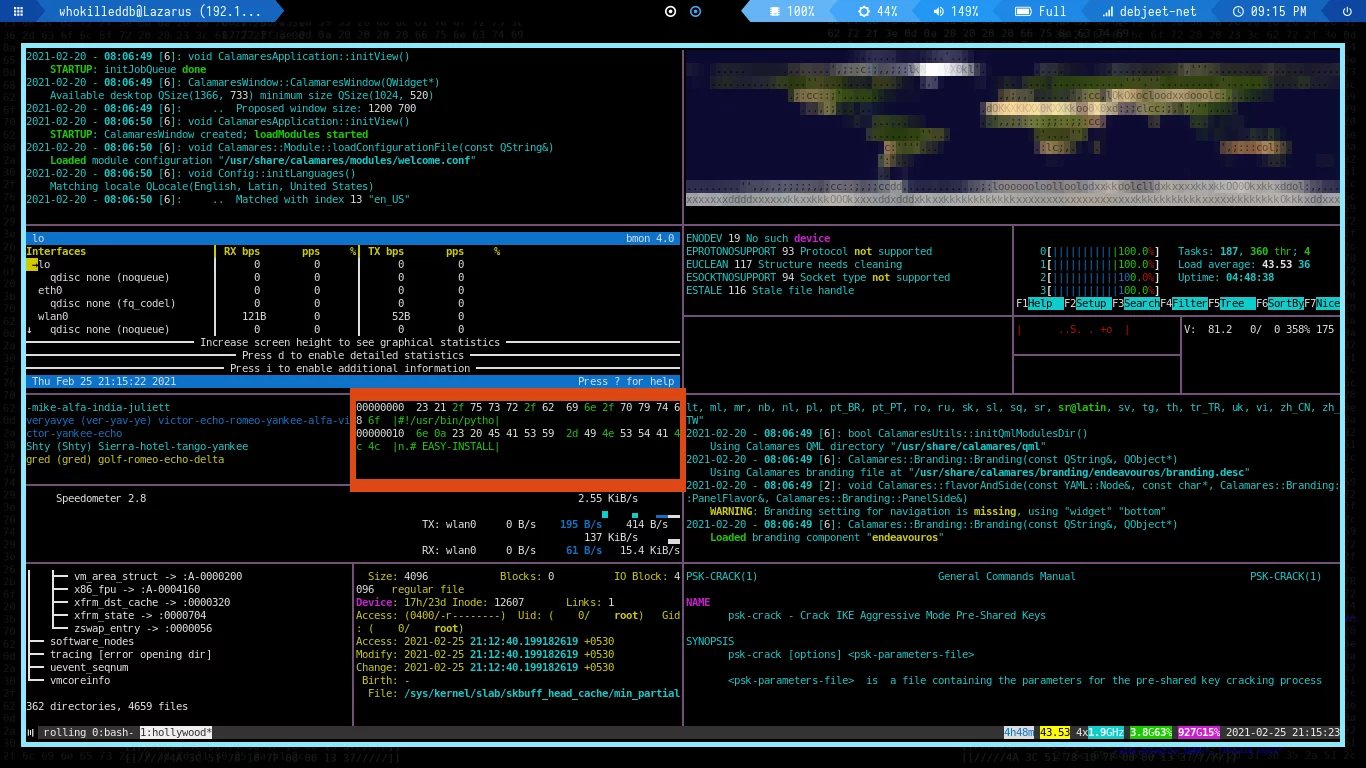 whokilleddb@Lazarus (192.1...
100% 44% 149% Full debjeet-net 09:15 PM
2021-02-20 - 08:06:49 [6]: void CalamaresApplication::initView()
STARTUP: initJobQueue done
2021-02-20 - 08:06:49 [6]: CalamaresWindow::CalamaresWindow(QWidget*)
Available desktop QSize(1366, 733) minimum size QSize(1024, 520)
2021-02-20 - 08:06:49 [6]: .. Proposed window size: 1200 700
2021-02-20 - 08:06:50 [6]: void CalamaresApplication::initView()
STARTUP: CalamaresWindow created; loadModules started
2021-02-20 - 08:06:50 [6]: void Calamares::Module::loadConfigurationFile(const QString&)
Loaded module configuration "/usr/share/calamares/modules/welcome.conf"
2021-02-20 - 08:06:50 [6]: void Config::initLanguages()
Matching locale QLocale(English, Latin, United States)
2021-02-20 - 08:06:50 [6]: .. Matched with index 13 "en_US"
lo bmon 4.0
Interfaces RX bps pps % TX bps pps %
→lo 0 0 0 0
qdisc none (noqueue) 0 0 0 0
eth0 0 0 0 0
qdisc none (fq_codel) 0 0 0 0
wlan0 121B 0 52B 0
↓ qdisc none (noqueue) 0 0 0 0
Increase screen height to see graphical statistics
Press d to enable detailed statistics
Press i to enable additional information
Thu Feb 25 21:15:22 2021 Press ? for help
ENODEV 19 No such device
EPROTONOSUPPORT 93 Protocol not supported
EUCLEAN 117 Structure needs cleaning
ESOCKTNOSUPPORT 94 Socket type not supported
ESTALE 116 Stale file handle
0[||||||||||||100.0%] Tasks: 187, 360 thr; 4
1[||||||||||||100.0%] Load average: 43.53 36
2[||||||||||||100.0%] Uptime: 04:48:38
3[||||||||||||100.0%]
F1Help F2Setup F3SearchF4FilterF5Tree F6SortByF7Nice
| ..S. . +o |
V: 81.2 0/ 0 358% 175
-mike-alfa-india-juliett
veryavye (ver-yav-ye) victor-echo-romeo-yankee-alfa-vi
ctor-yankee-echo
Shty (Shty) Sierra-hotel-tango-yankee
gred (gred) golf-romeo-echo-delta
00000000 23 21 2f 75 73 72 2f 62 69 6e 2f 70 79 74 6
8 6f |#!/usr/bin/pytho|
00000010 6e 0a 23 20 45 41 53 59 2d 49 4e 53 54 41 4
c 4c |n.# EASY-INSTALL|
lt, ml, mr, nb, nl, pl, pt_BR, pt_PT, ro, ru, sk, sl, sq, sr, sr@latin, sv, tg, th, tr_TR, uk, vi, zh_CN, zh_
TW"
2021-02-20 - 08:06:49 [6]: bool CalamaresUtils::initQmlModulesDir()
Using Calamares QML directory "/usr/share/calamares/qml"
2021-02-20 - 08:06:49 [6]: Calamares::Branding::Branding(const QString&, QObject*)
Using Calamares branding file at "/usr/share/calamares/branding/endeavouros/branding.desc"
2021-02-20 - 08:06:49 [2]: void Calamares::flavorAndSide(const YAML::Node&, const char*, Calamares::Branding:
:PanelFlavor&, Calamares::Branding::PanelSide&)
WARNING: Branding setting for navigation is missing, using "widget" "bottom"
2021-02-20 - 08:06:49 [6]: Calamares::Branding::Branding(const QString&, QObject*)
Loaded branding component "endeavouros"
Speedometer 2.8 2.55 KiB/s
TX: wlan0 0 B/s 195 B/s 414 B/s
137 KiB/s
RX: wlan0 0 B/s 61 B/s 15.4 KiB/s
vm_area_struct -> :A-0000200
x86_fpu -> :A-0004160
xfrm_dst_cache -> :0000320
xfrm_state -> :0000704
zswap_entry -> :0000056
software_nodes
tracing [error opening dir]
uevent_seqnum
vmcoreinfo
362 directories, 4659 files
Size: 4096 Blocks: 0 IO Block: 4
096 regular file
Device: 17h/23d Inode: 12607 Links: 1
Access: (0400/-r--------) Uid: ( 0/ root) Gid
: ( 0/ root)
Access: 2021-02-25 21:12:40.199182619 +0530
Modify: 2021-02-25 21:12:40.199182619 +0530
Change: 2021-02-25 21:12:40.199182619 +0530
Birth: -
File: /sys/kernel/slab/skbuff_head_cache/min_partial
PSK-CRACK(1) General Commands Manual PSK-CRACK(1)
NAME
psk-crack - Crack IKE Aggressive Mode Pre-Shared Keys
SYNOPSIS
psk-crack [options] <psk-parameters-file>
<psk-parameters-file> is a file containing the parameters for the pre-shared key cracking process
rolling 0:bash- 1:hollywood* 4h48m 43.53 4x1.9GHz 3.8G63% 927G15% 2021-02-25 21:15:23